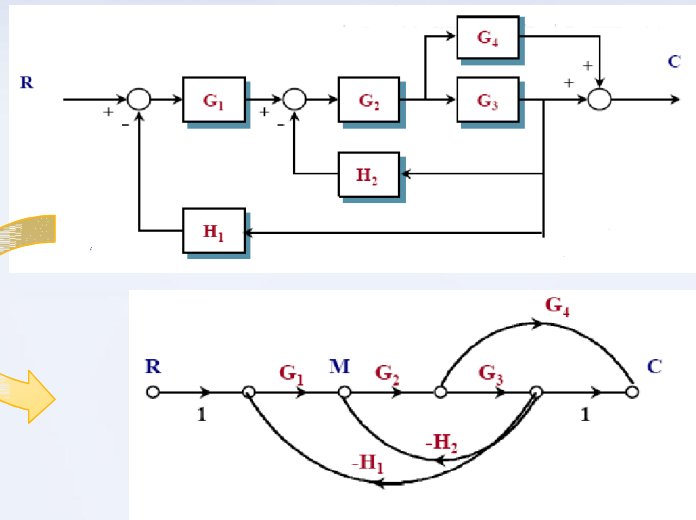 G₄
C
R
+
+
G₁
+
G₂
G₃
+
-
-
H₂
H₁
G₄
R
G₁
M
G₂
G₃
C
1
1
-H₂
-H₁